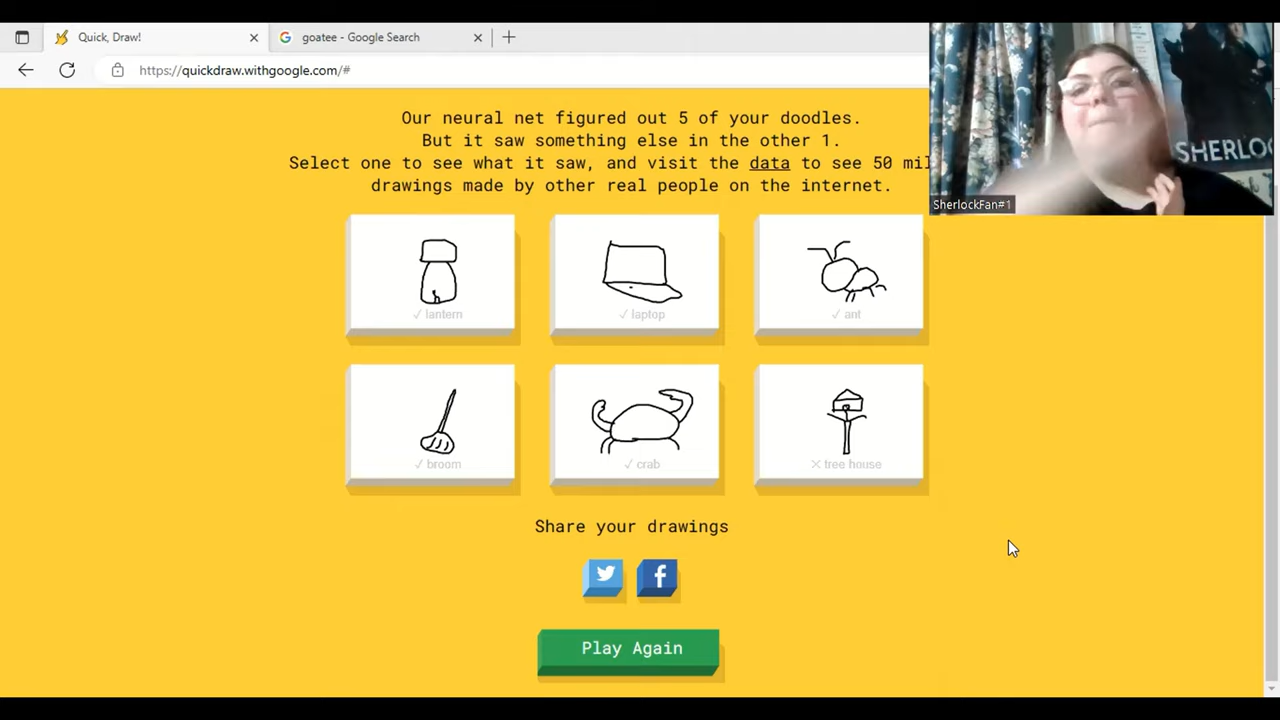 Quick, Draw!
goatee - Google Search
https://quickdraw.withgoogle.com/#
Our neural net figured out 5 of your doodles.
But it saw something else in the other 1.
Select one to see what it saw, and visit the data to see 50 mil
drawings made by other real people on the internet.
SHERLOC
SherlockFan#1
✓ lantern
✓ laptop
✓ ant
✓ broom
✓ crab
✕ tree house
Share your drawings
Play Again